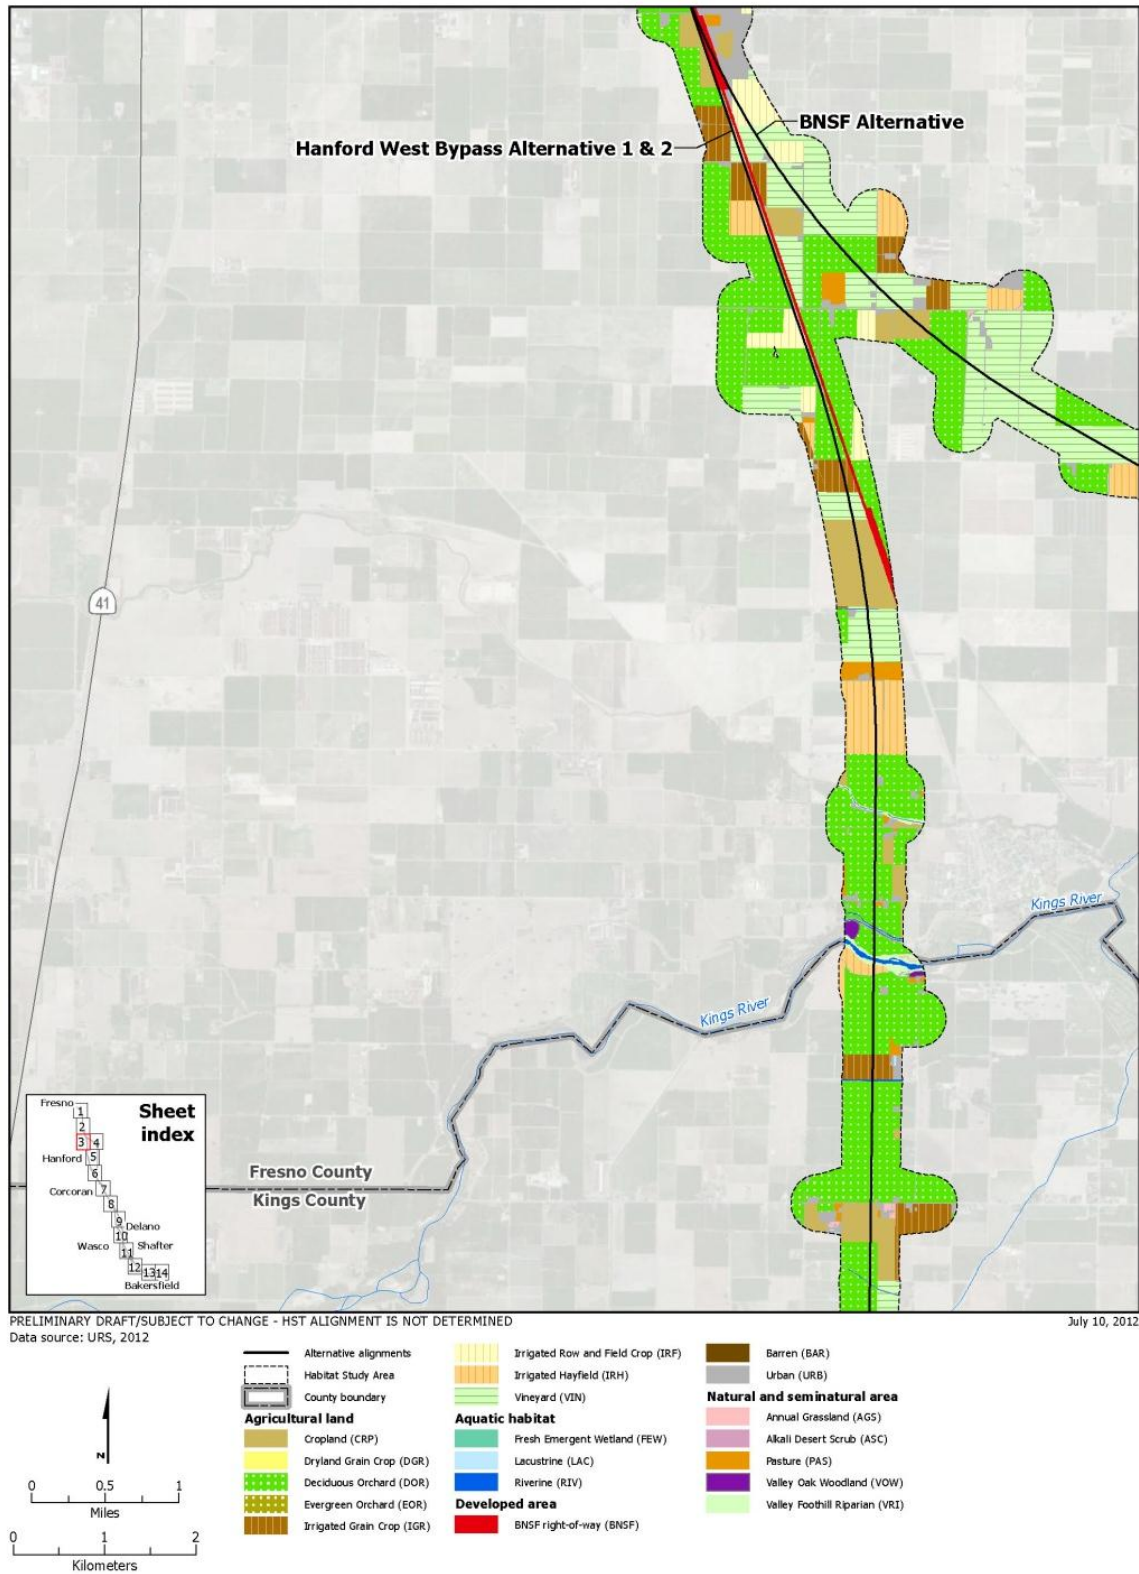 BNSF Alternative
Hanford West Bypass Alternative 1 & 2
41
Kings River
Kings River
Fresno County
Kings County
Sheet
index
Fresno
1
2
3 4
Hanford 5
6
Corcoran 7
8
9
Delano
10
Wasco 11 Shafter
12 13 14
Bakersfield
PRELIMINARY DRAFT/SUBJECT TO CHANGE - HST ALIGNMENT IS NOT DETERMINED
July 10, 2012
Data source: URS, 2012
N
0 0.5 1
Miles
0 1 2
Kilometers
Alternative alignments
Habitat Study Area
County boundary
Agricultural land
Cropland (CRP)
Dryland Grain Crop (DGR)
Deciduous Orchard (DOR)
Evergreen Orchard (EOR)
Irrigated Grain Crop (IGR)
Irrigated Row and Field Crop (IRF)
Irrigated Hayfield (IRH)
Vineyard (VIN)
Aquatic habitat
Fresh Emergent Wetland (FEW)
Lacustrine (LAC)
Riverine (RIV)
Developed area
BNSF right-of-way (BNSF)
Barren (BAR)
Urban (URB)
Natural and seminatural area
Annual Grassland (AGS)
Alkali Desert Scrub (ASC)
Pasture (PAS)
Valley Oak Woodland (VOW)
Valley Foothill Riparian (VRI)